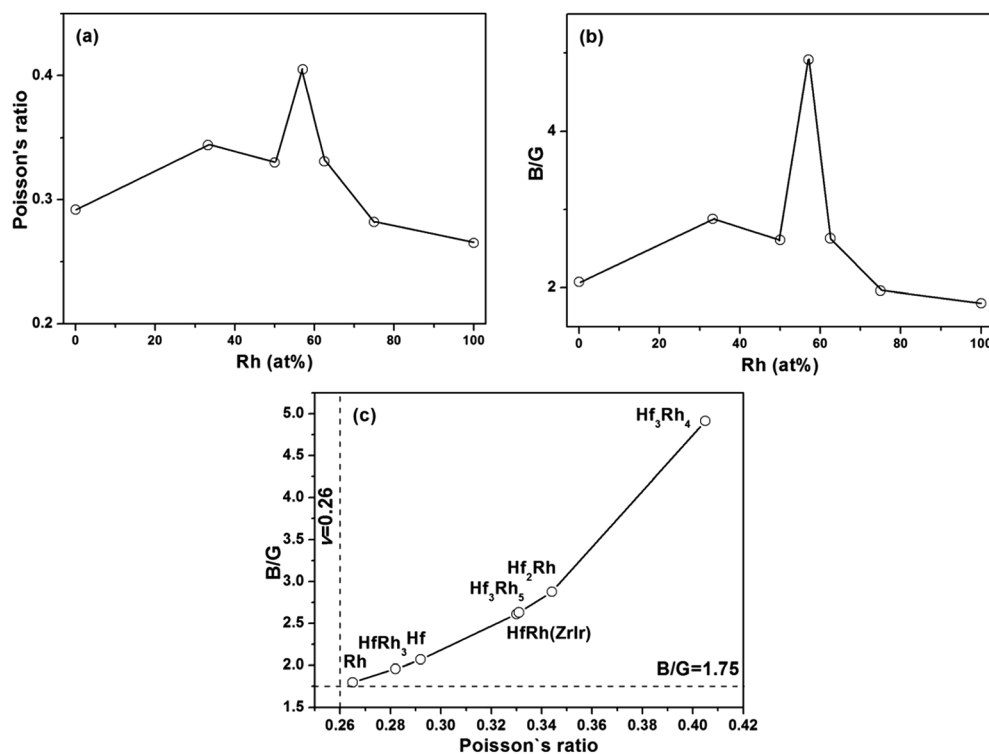 (a)
Poisson's ratio
0.4
0.3
0.2
0 20 40 60 80 100
Rh (at%)
(b)
B/G
4
2
0 20 40 60 80 100
Rh (at%)
(c)
B/G
5.0
4.5
4.0
3.5
3.0
2.5
2.0
1.5
ν=0.26
Hf₃Rh₄
Hf₂Rh
Hf₃Rh₅
HfRh(ZrIr)
Hf
HfRh₃
Rh
B/G=1.75
0.26 0.28 0.30 0.32 0.34 0.36 0.38 0.40 0.42
Poisson`s ratio